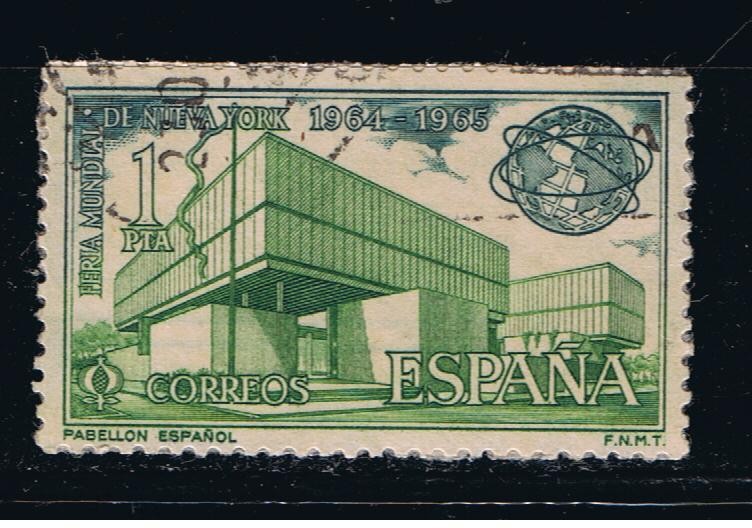 FERIA MUNDIAL · DE NUEVA YORK 1964 - 1965
1
PTA
CORREOS
ESPAÑA
PABELLON ESPAÑOL
F.N.M.T.